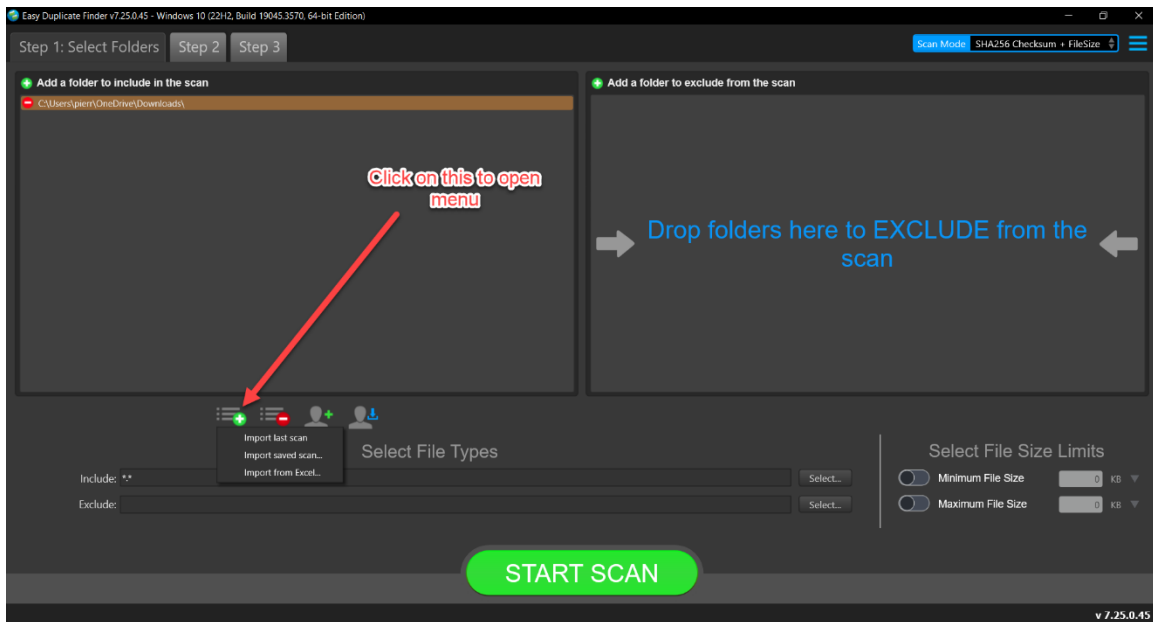 Easy Duplicate Finder v7.25.0.45 - Windows 10 (22H2, Build 19045.3570, 64-bit Edition)
Step 1: Select Folders
Step 2
Step 3
Scan Mode
SHA256 Checksum + FileSize
Add a folder to include in the scan
Add a folder to exclude from the scan
C:\Users\pierr\OneDrive\Downloads\
Click on this to open
menu
Drop folders here to EXCLUDE from the
scan
Import last scan
Import saved scan...
Import from Excel...
Select File Types
Include: *.*
Select...
Exclude:
Select...
Select File Size Limits
Minimum File Size
0 KB
Maximum File Size
0 KB
START SCAN
v 7.25.0.45